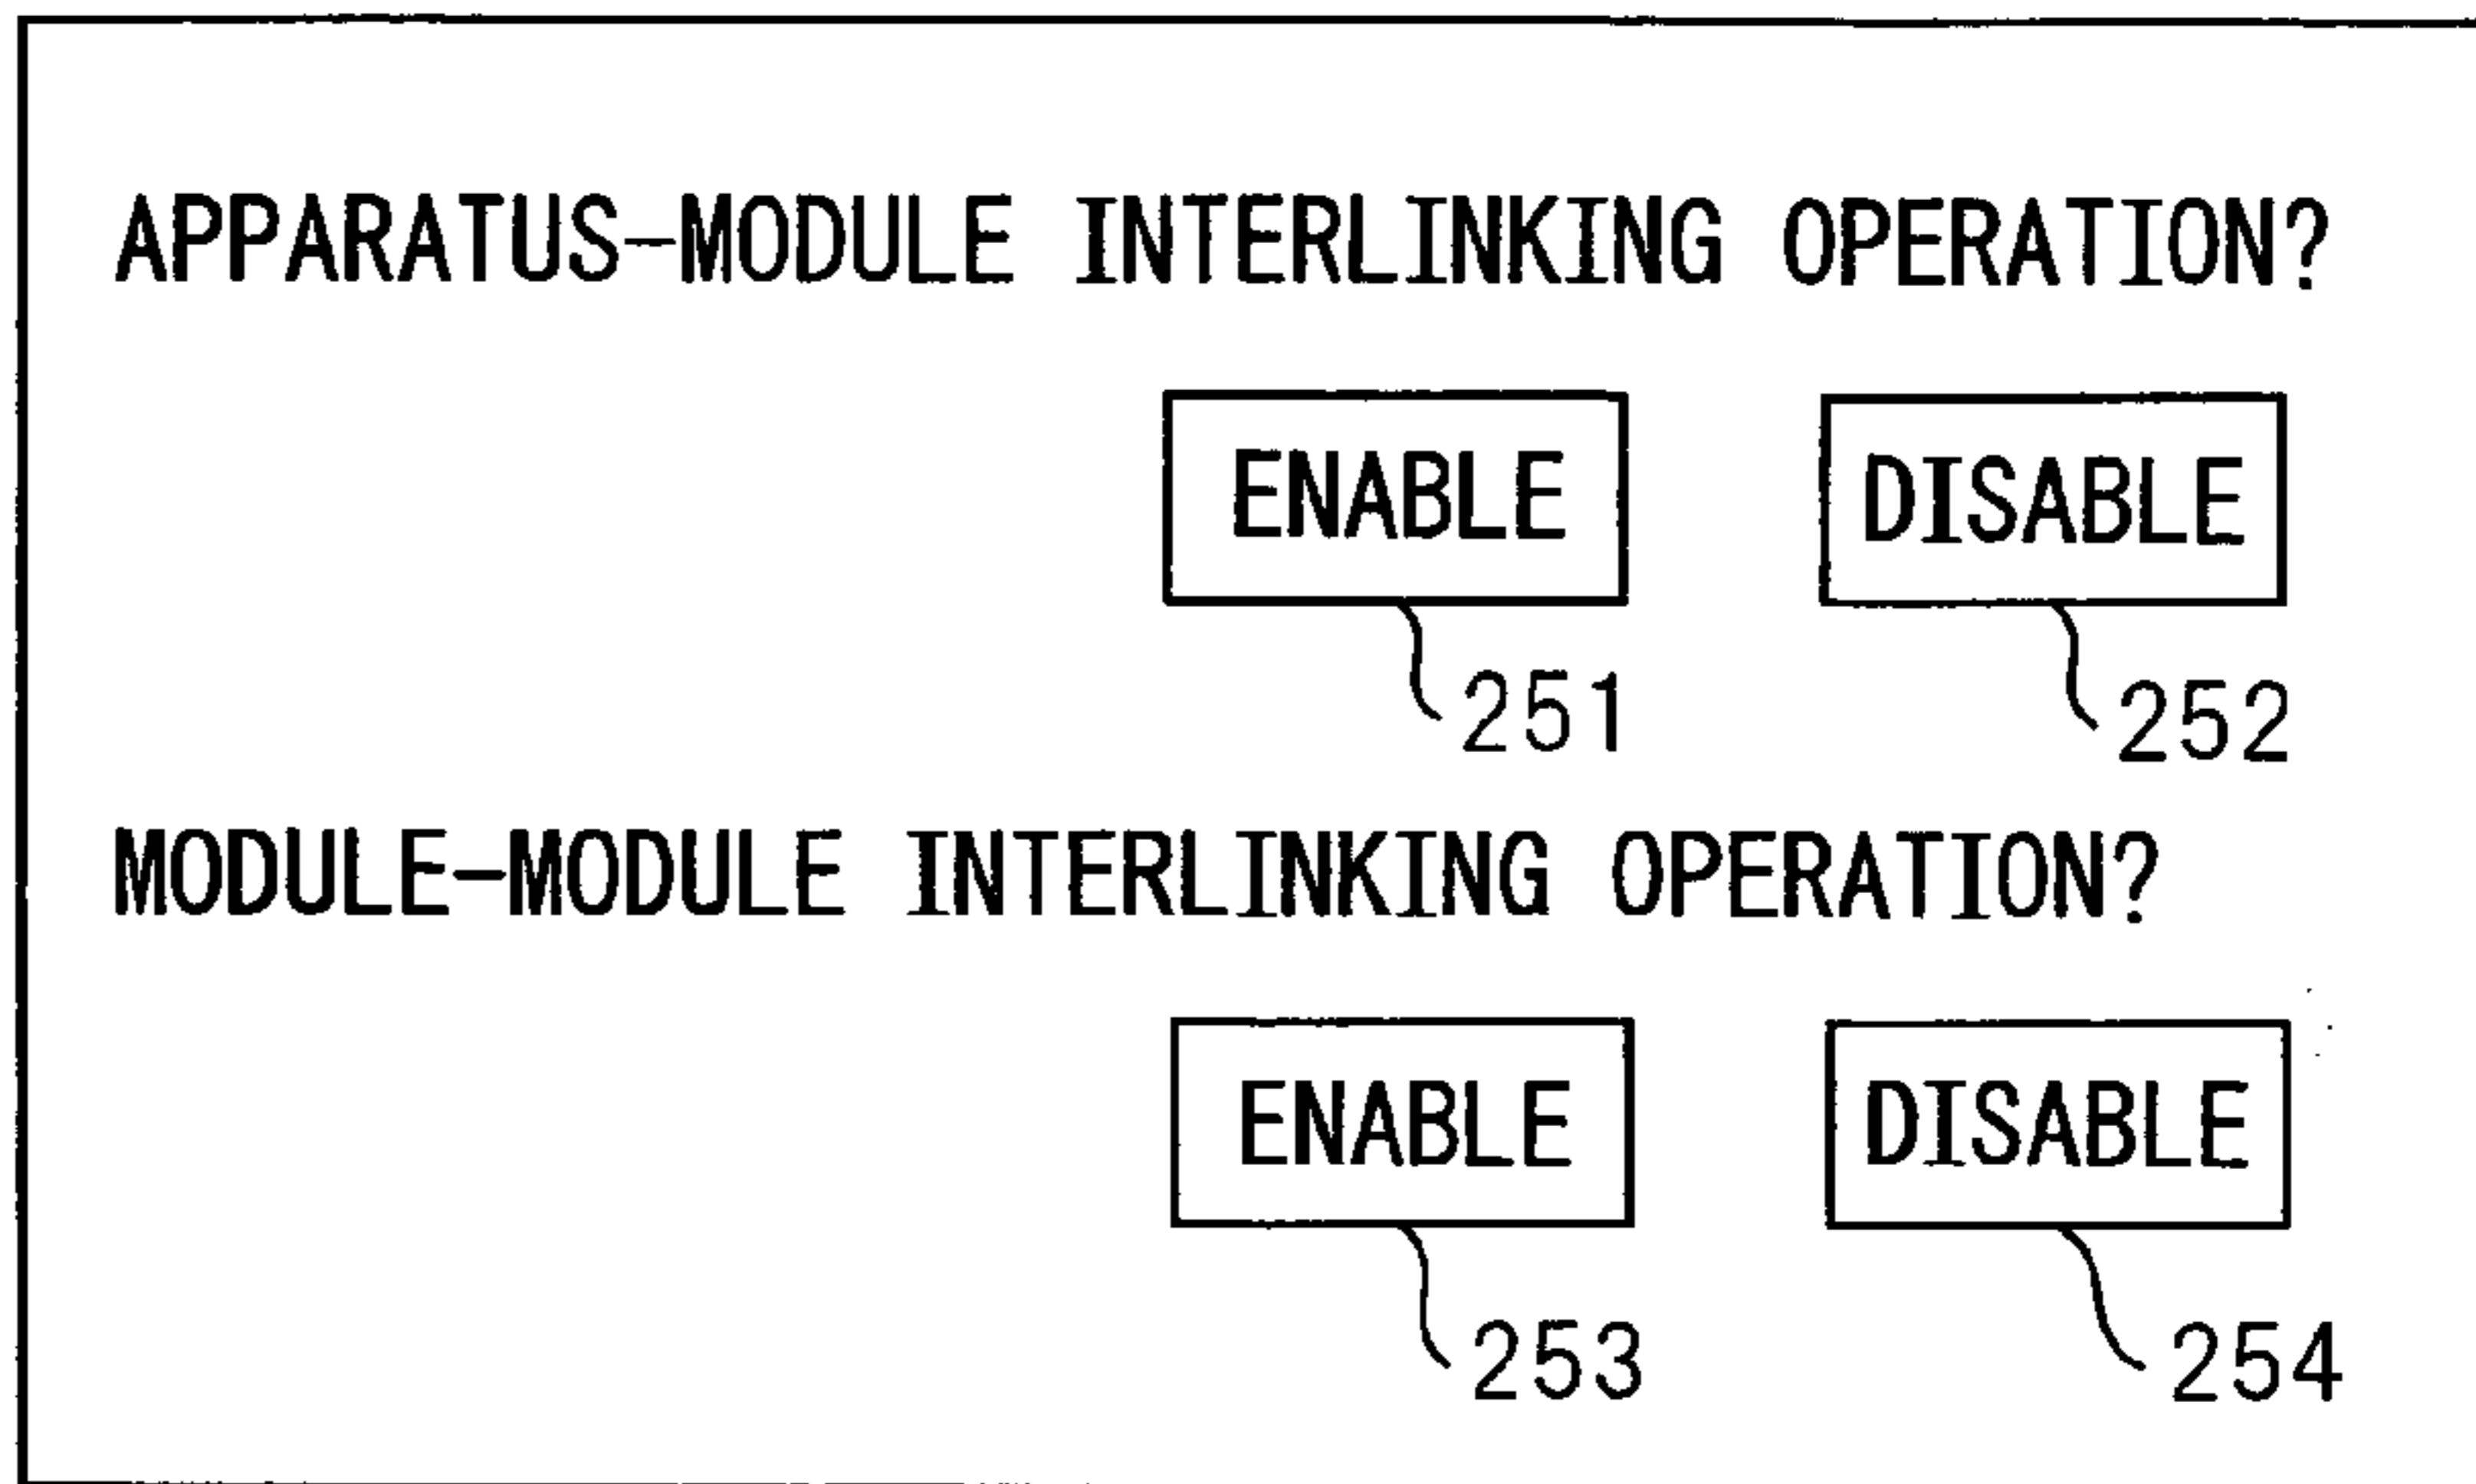 APPARATUS-MODULE INTERLINKING OPERATION?
ENABLE DISABLE
251 252
MODULE-MODULE INTERLINKING OPERATION?
ENABLE DISABLE
253 254